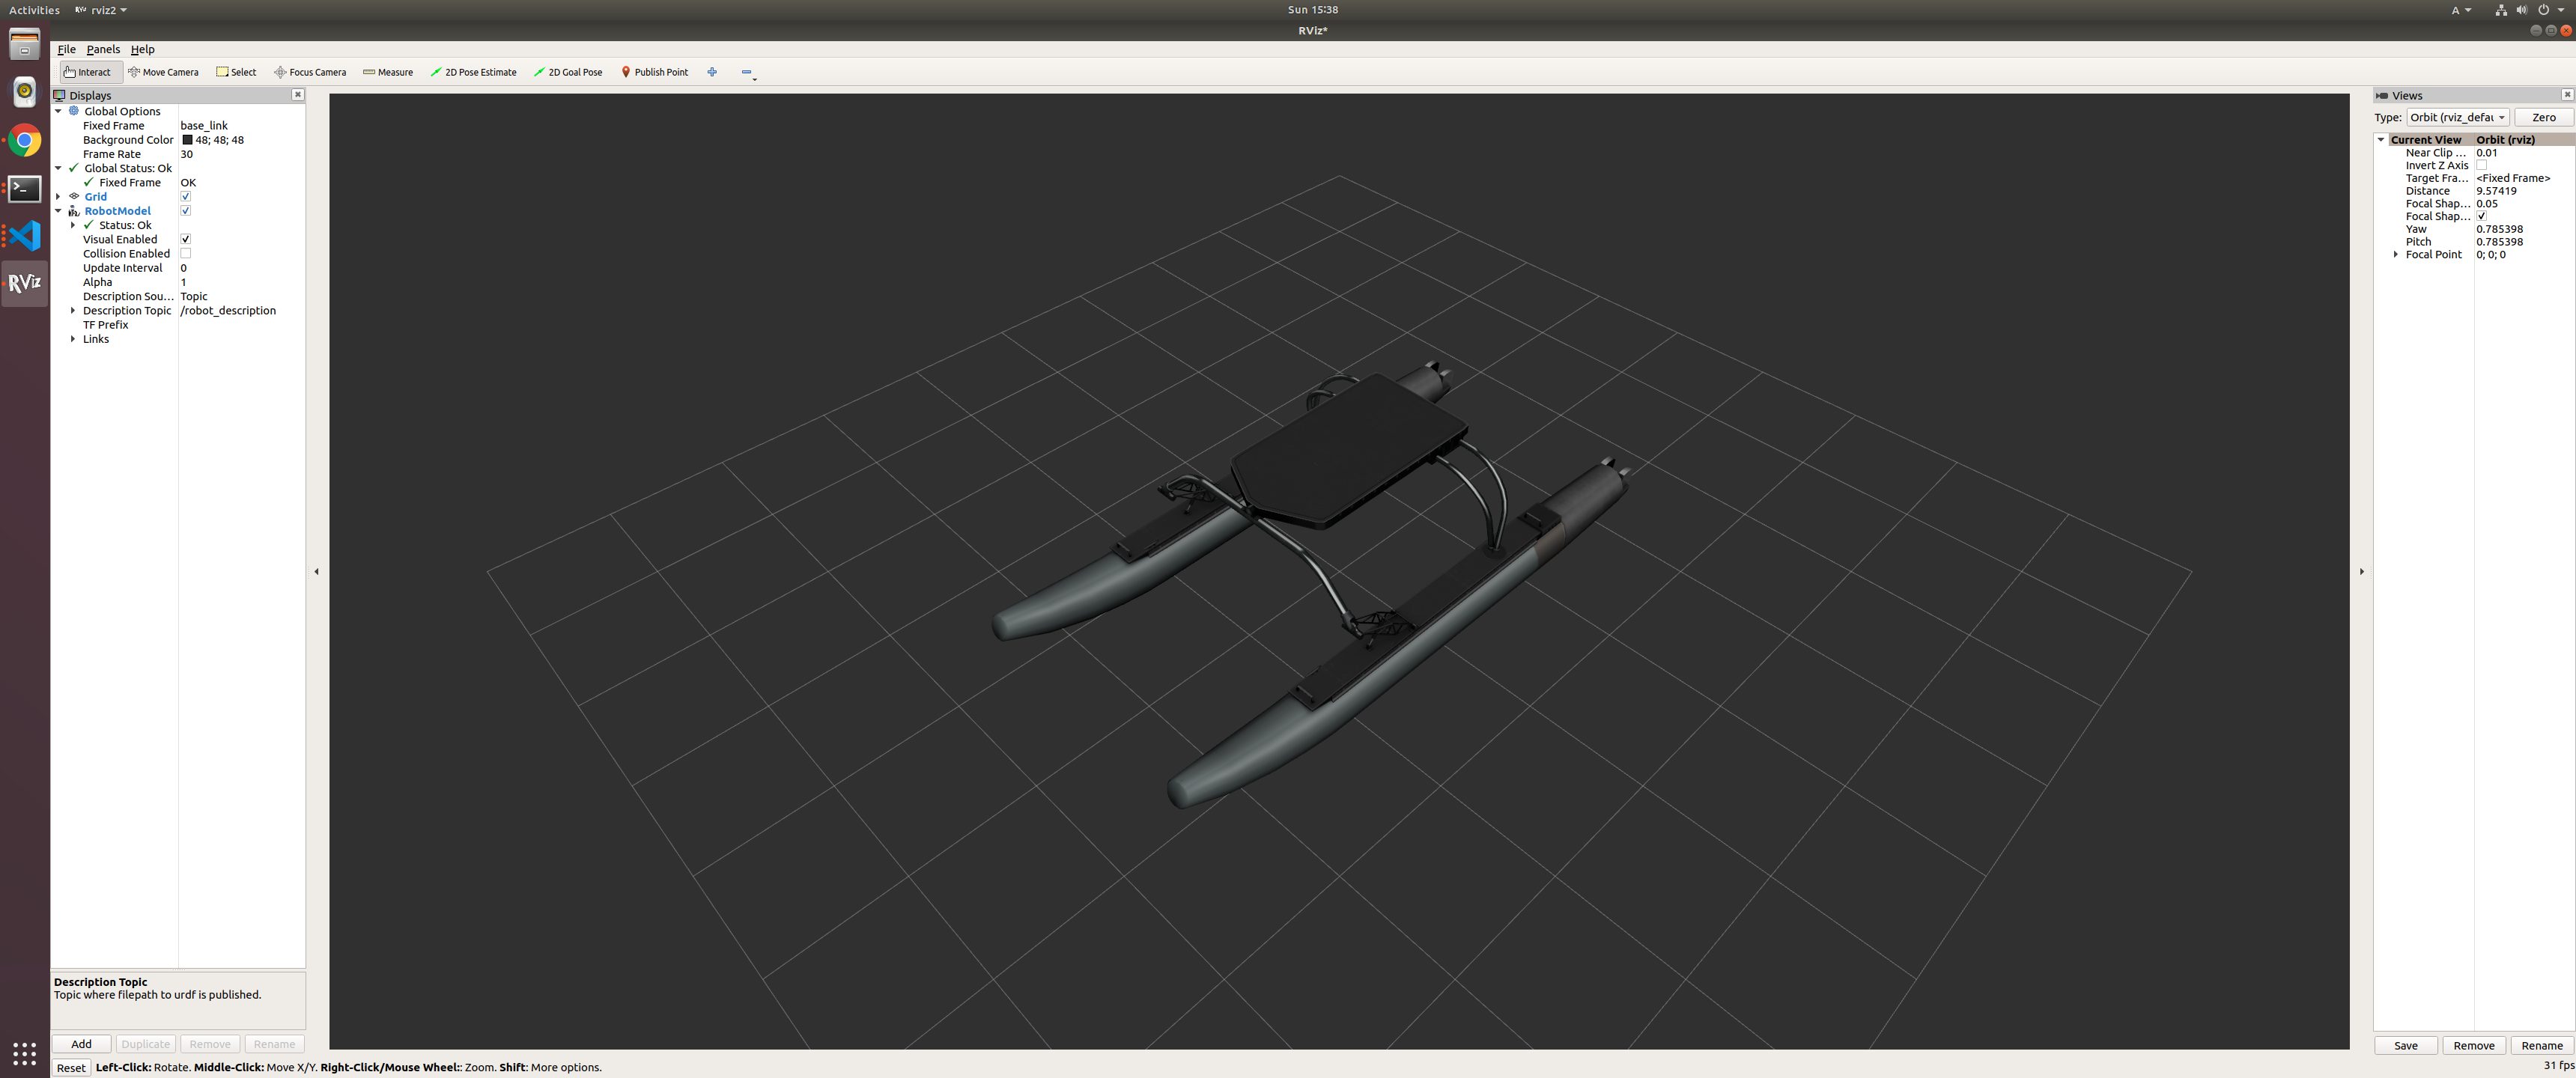 Activities rviz2 Sun 15:38 A
RViz*
File Panels Help
Interact Move Camera Select Focus Camera Measure 2D Pose Estimate 2D Goal Pose Publish Point
Displays
Global Options
Fixed Frame base_link
Background Color 48; 48; 48
Frame Rate 30
Global Status: Ok
Fixed Frame OK
Grid
RobotModel
Status: Ok
Visual Enabled
Collision Enabled
Update Interval 0
Alpha 1
Description Sou... Topic
Description Topic /robot_description
TF Prefix
Links
Description Topic
Topic where filepath to urdf is published.
Add Duplicate Remove Rename
Reset Left-Click: Rotate. Middle-Click: Move X/Y. Right-Click/Mouse Wheel:: Zoom. Shift: More options.
RViz
Views
Type: Orbit (rviz_defau Zero
Current View Orbit (rviz)
Near Clip ... 0.01
Invert Z Axis
Target Fra... <Fixed Frame>
Distance 9.57419
Focal Shap... 0.05
Focal Shap...
Yaw 0.785398
Pitch 0.785398
Focal Point 0; 0; 0
Save Remove Rename
31 fps